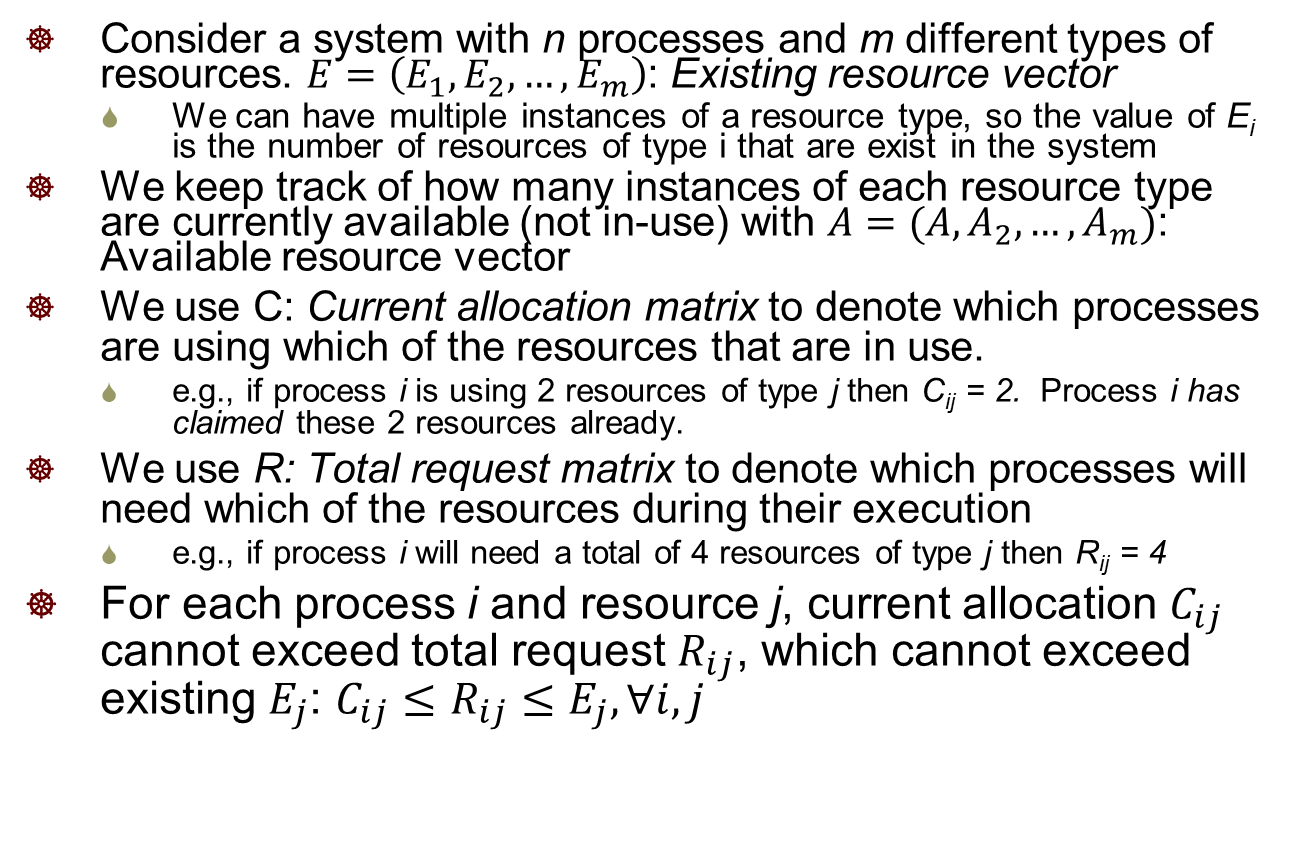 Consider a system with n processes and m different types of
resources. E = (E₁, E₂, …, Eₘ): Existing resource vector
We can have multiple instances of a resource type, so the value of Eᵢ
is the number of resources of type i that are exist in the system
We keep track of how many instances of each resource type
are currently available (not in-use) with A = (A, A₂, …, Aₘ):
Available resource vector
We use C: Current allocation matrix to denote which processes
are using which of the resources that are in use.
e.g., if process i is using 2 resources of type j then Cᵢⱼ = 2. Process i has
claimed these 2 resources already.
We use R: Total request matrix to denote which processes will
need which of the resources during their execution
e.g., if process i will need a total of 4 resources of type j then Rᵢⱼ = 4
For each process i and resource j, current allocation Cᵢⱼ
cannot exceed total request Rᵢⱼ, which cannot exceed
existing Eⱼ: Cᵢⱼ ≤ Rᵢⱼ ≤ Eⱼ, ∀i, j